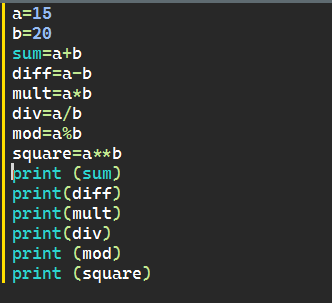 a=15
b=20
sum=a+b
diff=a-b
mult=a*b
div=a/b
mod=a%b
square=a**b
print (sum)
print(diff)
print(mult)
print(div)
print (mod)
print (square)